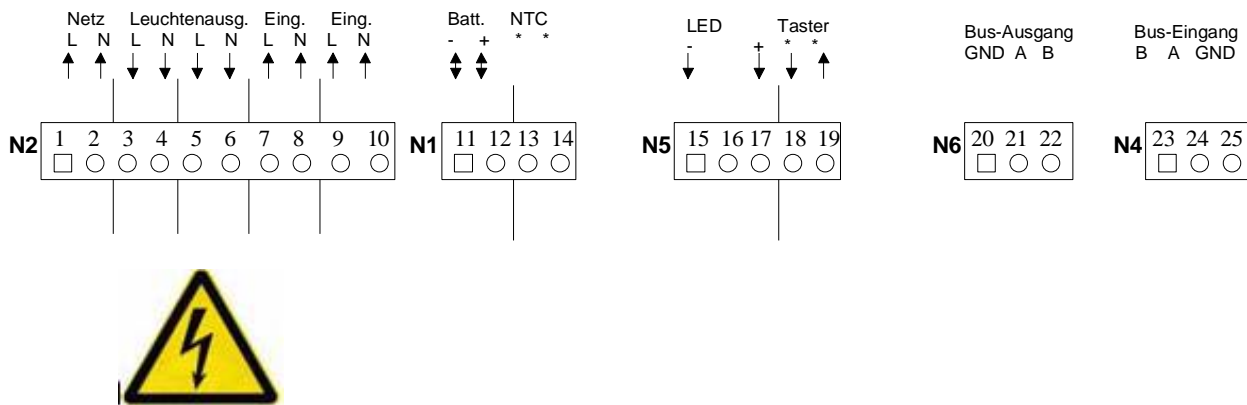 Netz Leuchtenausg. Eing. Eing. Batt. NTC LED Taster Bus-Ausgang Bus-Eingang
L N L N L N L N L N - + * * - + * * GND A B B A GND
N2 1 2 3 4 5 6 7 8 9 10 N1 11 12 13 14 N5 15 16 17 18 19 N6 20 21 22 N4 23 24 25